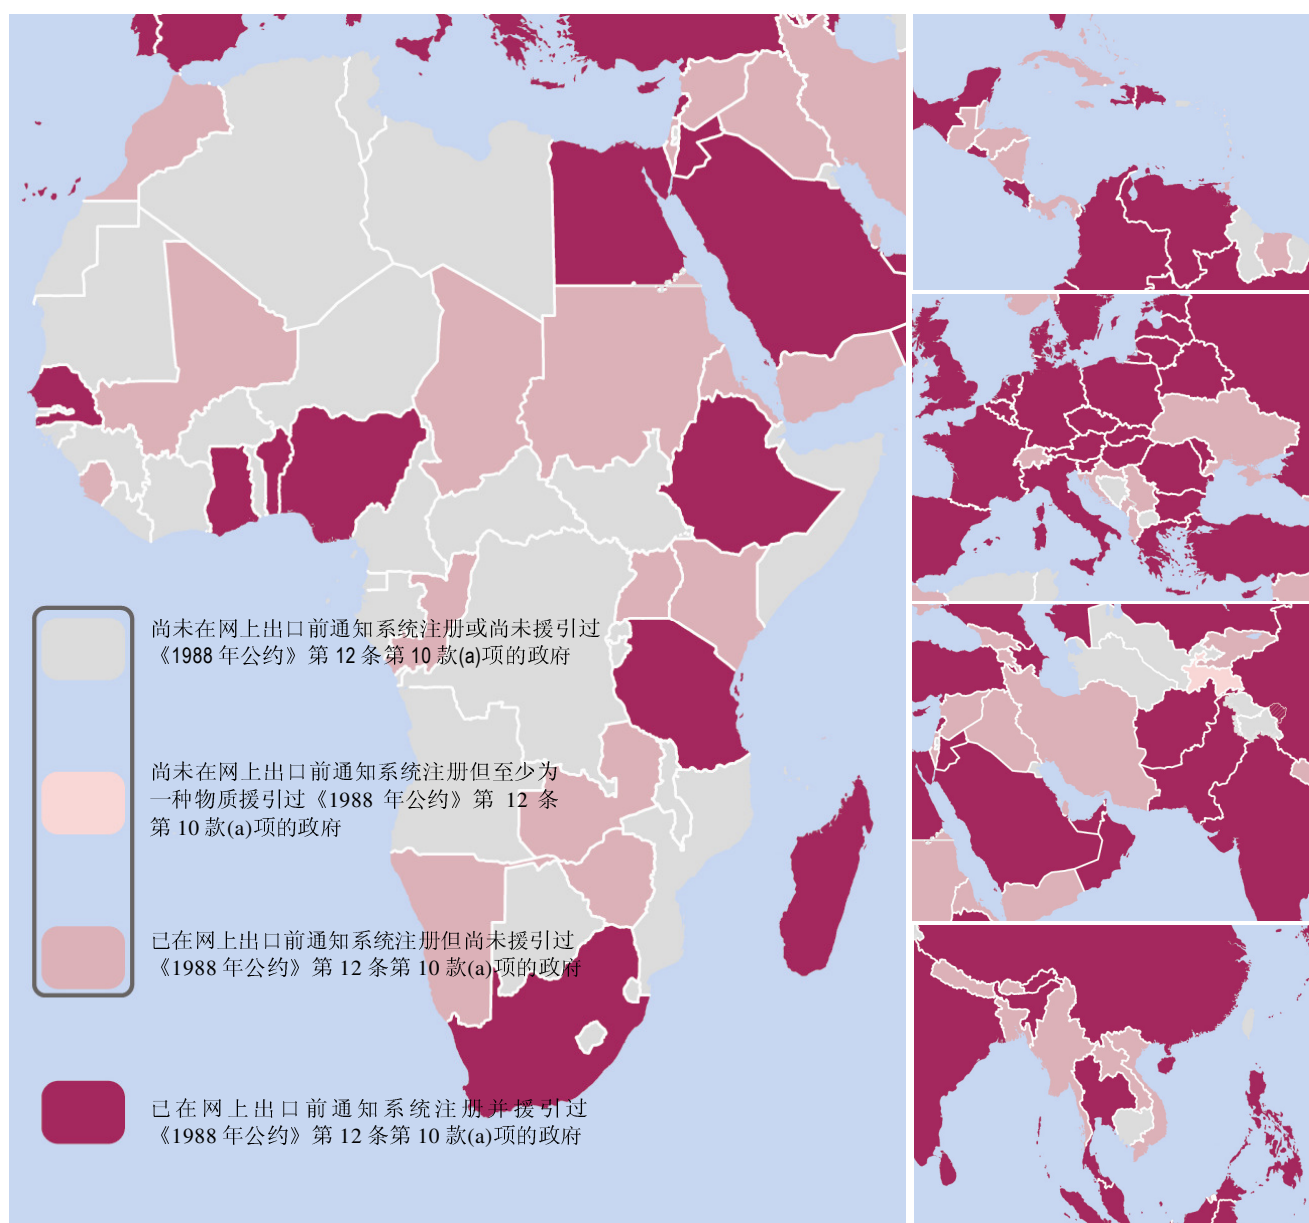 尚未在网上出口前通知系统注册或尚未援引过
《1988 年公约》第 12 条第 10 款(a)项的政府
尚未在网上出口前通知系统注册但至少为
一种物质援引过《1988 年公约》第 12 条
第 10 款(a)项的政府
已在网上出口前通知系统注册但尚未援引过
《1988 年公约》第 12 条第 10 款(a)项的政府
已在网上出口前通知系统注册并援引过
《1988 年公约》第 12 条第 10 款(a)项的政府